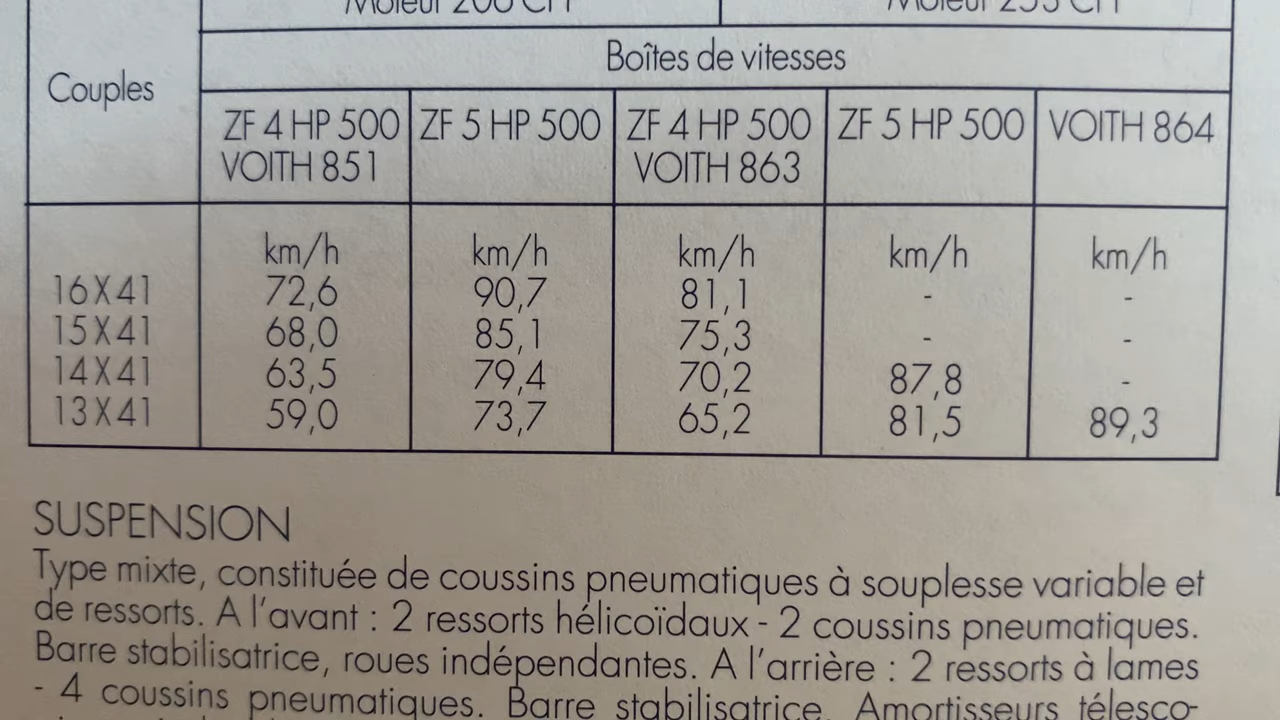 Boîtes de vitesses
Couples
ZF 4 HP 500 ZF 5 HP 500 ZF 4 HP 500 ZF 5 HP 500 VOITH 864
VOITH 851 VOITH 863
km/h km/h km/h km/h km/h
16X41 72,6 90,7 81,1 - -
15X41 68,0 85,1 75,3 - -
14X41 63,5 79,4 70,2 87,8 -
13X41 59,0 73,7 65,2 81,5 89,3
SUSPENSION
Type mixte, constituée de coussins pneumatiques à souplesse variable et
de ressorts. A l'avant : 2 ressorts hélicoïdaux - 2 coussins pneumatiques.
Barre stabilisatrice, roues indépendantes. A l'arrière : 2 ressorts à lames
- 4 coussins pneumatiques. Barre stabilisatrice. Amortisseurs télesco-